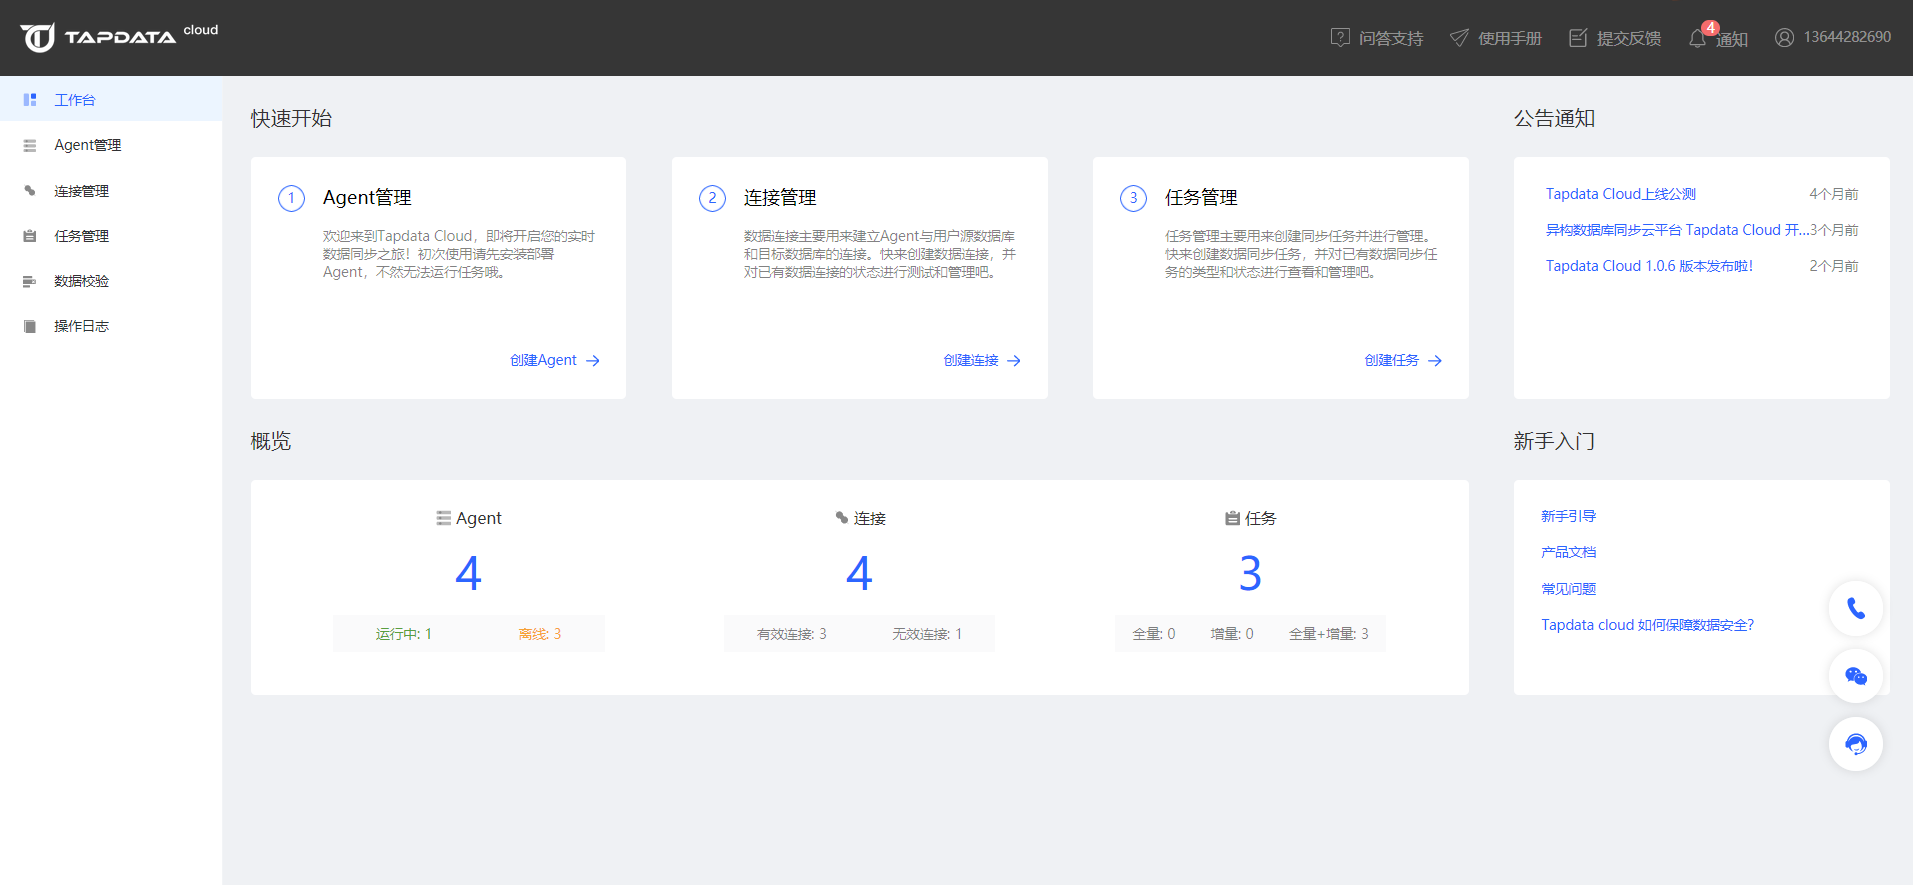 TAPDATA cloud
问答支持
使用手册
提交反馈
4
通知
13644282690
工作台
Agent管理
连接管理
任务管理
数据校验
操作日志
快速开始
1
Agent管理
欢迎来到Tapdata Cloud，即将开启您的实时
数据同步之旅！初次使用请先安装部署
Agent，不然无法运行任务哦。
创建Agent
2
连接管理
数据连接主要用来建立Agent与用户源数据库
和目标数据库的连接。快来创建数据连接，并
对已有数据连接的状态进行测试和管理吧。
创建连接
3
任务管理
任务管理主要用来创建同步任务并进行管理。
快来创建数据同步任务，并对已有数据同步任
务的类型和状态进行查看和管理吧。
创建任务
公告通知
Tapdata Cloud上线公测 4个月前
异构数据库同步云平台 Tapdata Cloud 开... 3个月前
Tapdata Cloud 1.0.6 版本发布啦! 2个月前
概览
Agent
4
运行中: 1 离线: 3
连接
4
有效连接: 3 无效连接: 1
任务
3
全量: 0 增量: 0 全量+增量: 3
新手入门
新手引导
产品文档
常见问题
Tapdata cloud 如何保障数据安全?